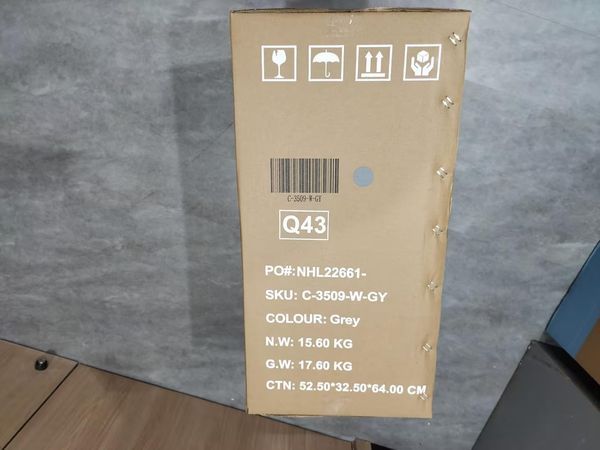 C-3509-W-GY
Q43
PO#:NHL22661-
SKU: C-3509-W-GY
COLOUR: Grey
N.W: 15.60 KG
G.W: 17.60 KG
CTN: 52.50*32.50*64.00 CM